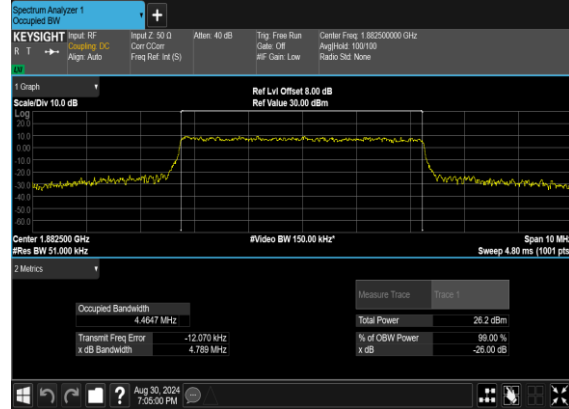 Spectrum Analyzer 1
Occupied BW
KEYSIGHT Input: RF Input Z: 50 Ω Atten: 40 dB Trig: Free Run Center Freq: 1.882500000 GHz
R T Coupling: DC Corr CCorr Gate: Off Avg|Hold: 100/100
Align: Auto Freq Ref: Int (S) #IF Gain: Low Radio Std: None
LXI
1 Graph
Ref Lvl Offset 8.00 dB
Scale/Div 10.0 dB Ref Value 30.00 dBm
Log
20.0
10.0
0.00
-10.0
-20.0
-30.0
-40.0
-50.0
-60.0
Center 1.882500 GHz #Video BW 150.00 kHz* Span 10 MHz
#Res BW 51.000 kHz Sweep 4.80 ms (1001 pts)
2 Metrics
Measure Trace Trace 1
Occupied Bandwidth
4.4647 MHz
Total Power 26.2 dBm
Transmit Freq Error -12.070 kHz % of OBW Power 99.00 %
x dB Bandwidth 4.789 MHz x dB -26.00 dB
Aug 30, 2024
7:05:00 PM